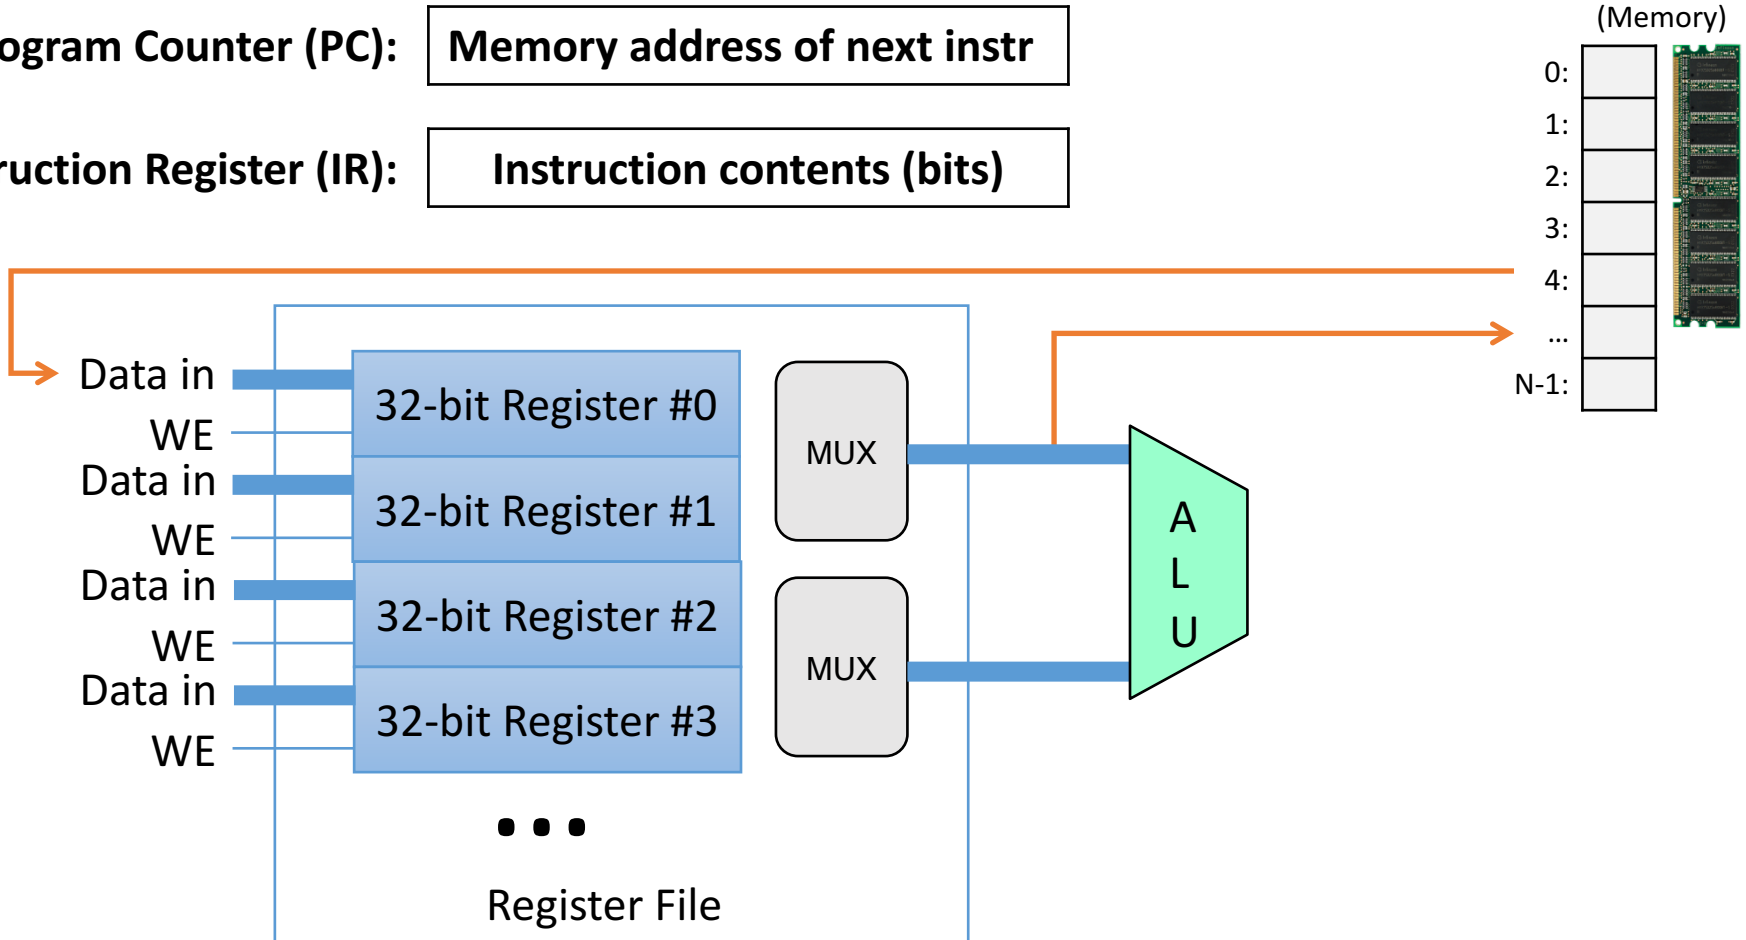 ogram Counter (PC): Memory address of next instr
ruction Register (IR): Instruction contents (bits)
(Memory)
0:
1:
2:
3:
4:
...
N-1:
Data in
WE
Data in
WE
Data in
WE
Data in
WE
32-bit Register #0
32-bit Register #1
32-bit Register #2
32-bit Register #3
...
Register File
MUX
MUX
A
L
U